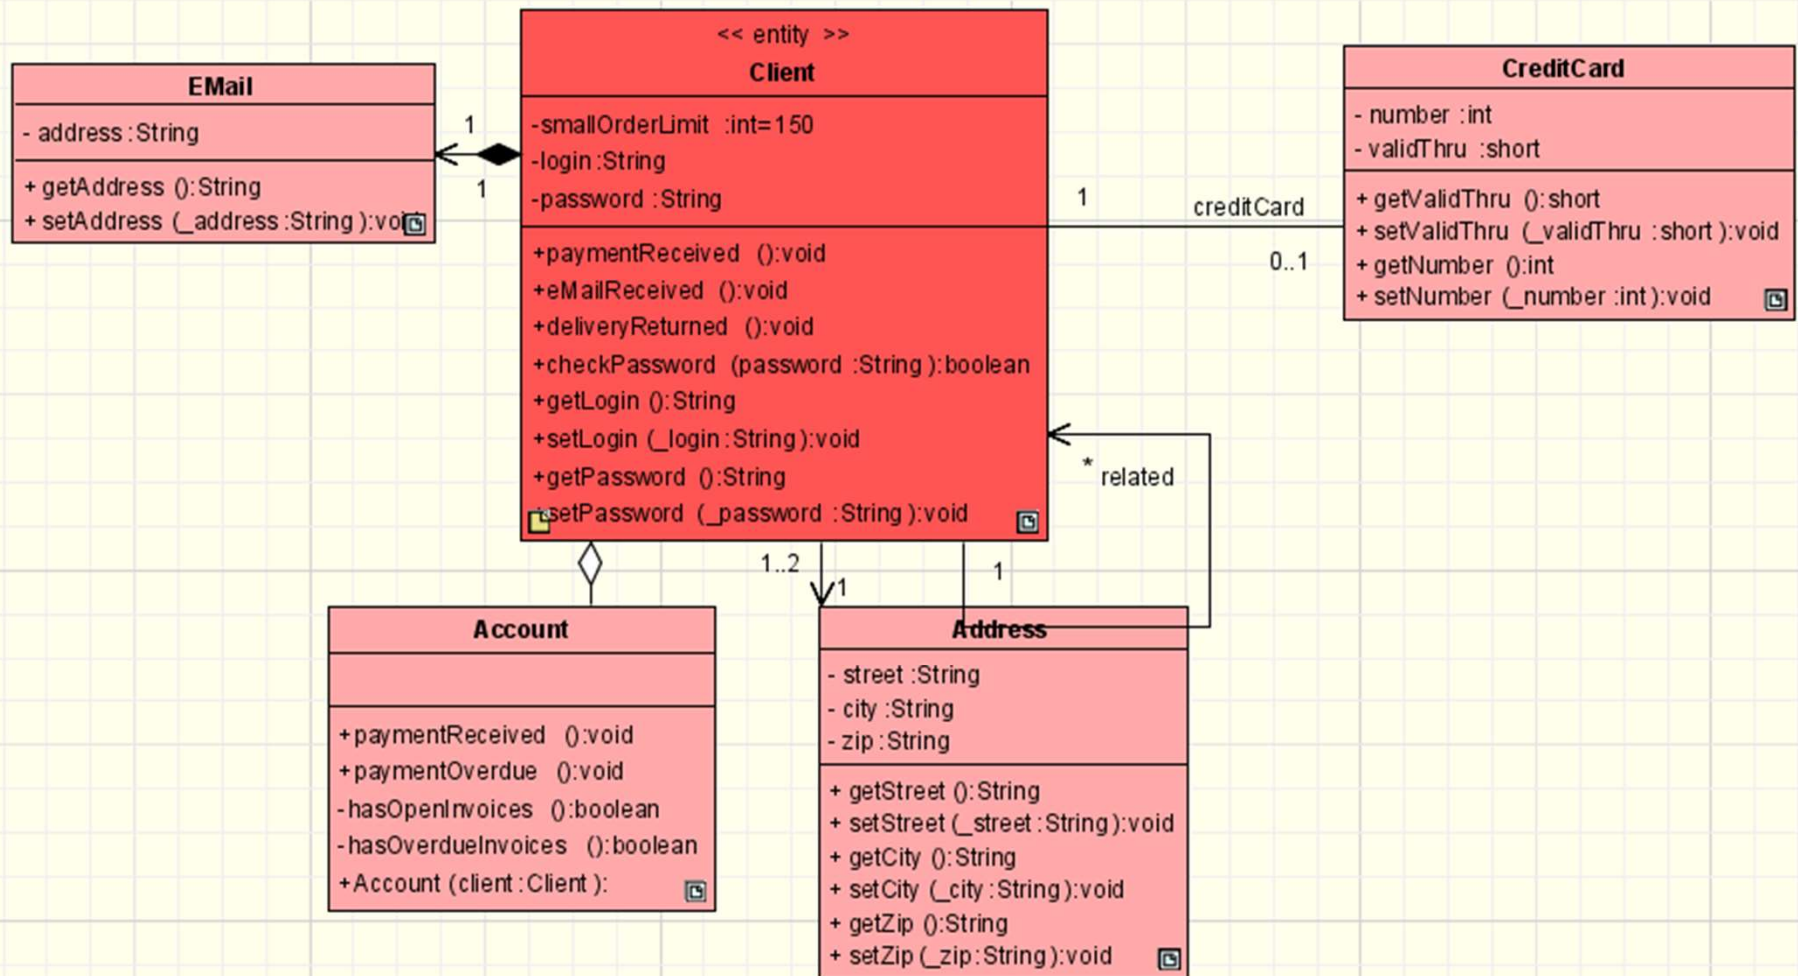 EMail
- address :String
+ getAddress ():String
+ setAddress (_address :String ):voi
1
1
<< entity >>
Client
-smallOrderLimit :int=150
-login :String
-password :String
+paymentReceived ():void
+eMailReceived ():void
+deliveryReturned ():void
+checkPassword (password :String ):boolean
+getLogin ():String
+setLogin (_login :String ):void
+getPassword ():String
+setPassword (_password :String ):void
1
creditCard
0..1
CreditCard
- number :int
- validThru :short
+ getValidThru ():short
+ setValidThru (_validThru :short ):void
+ getNumber ():int
+ setNumber (_number :int ):void
* related
1..2
1
1
Account
+paymentReceived ():void
+paymentOverdue ():void
-hasOpenInvoices ():boolean
-hasOverdueInvoices ():boolean
+Account (client :Client ):
Address
- street :String
- city :String
- zip :String
+ getStreet ():String
+ setStreet (_street :String ):void
+ getCity ():String
+ setCity (_city :String ):void
+ getZip ():String
+ setZip (_zip :String ):void